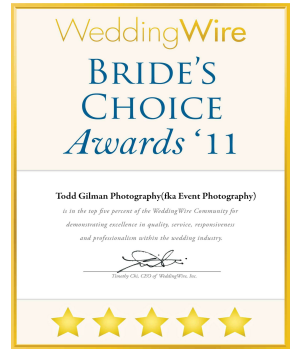 WeddingWire
BRIDE'S
CHOICE
Awards ‘11
Todd Gilman Photography(fka Event Photography)
is in the top five percent of the WeddingWire Community for
demonstrating excellence in quality, service, responsiveness
and professionalism within the wedding industry.
Timothy Chi, CEO of WeddingWire, Inc.